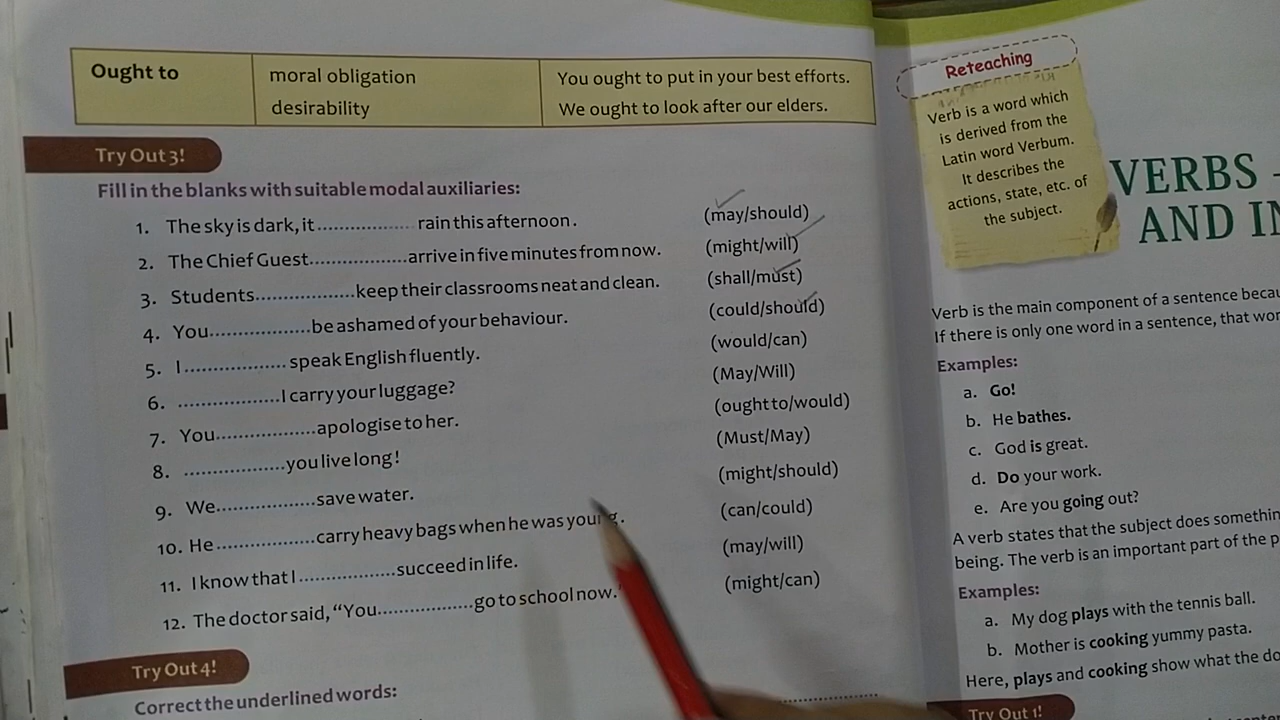 Ought to
moral obligation
desirability
You ought to put in your best efforts.
We ought to look after our elders.
Try Out 3!
Fill in the blanks with suitable modal auxiliaries:
1. The sky is dark, it .................. rain this afternoon. (may/should)
2. The Chief Guest..................arrive in five minutes from now. (might/will)
3. Students..................keep their classrooms neat and clean. (shall/must)
4. You..................be ashamed of your behaviour. (could/should)
5. I.................. speak English fluently. (would/can)
6. ..................I carry your luggage? (May/Will)
7. You..................apologise to her. (ought to/would)
8. ..................you live long! (Must/May)
9. We..................save water. (might/should)
10. He..................carry heavy bags when he was young. (can/could)
11. I know that I..................succeed in life. (may/will)
12. The doctor said, “You..................go to school now.” (might/can)
Try Out 4!
Correct the underlined words:
Reteaching
Verb is a word which
is derived from the
Latin word Verbum.
It describes the
actions, state, etc. of
the subject.
VERBS -
AND
Verb is the main component of a sentence
If there is only one word in a sentence, that
Examples:
a. Go!
b. He bathes.
c. God is great.
d. Do your work.
e. Are you going out?
A verb states that the subject does
being. The verb is an important part of the
Examples:
a. My dog plays with the tennis ball.
b. Mother is cooking yummy pasta.
Here, plays and cooking show what the
Try Out 1!